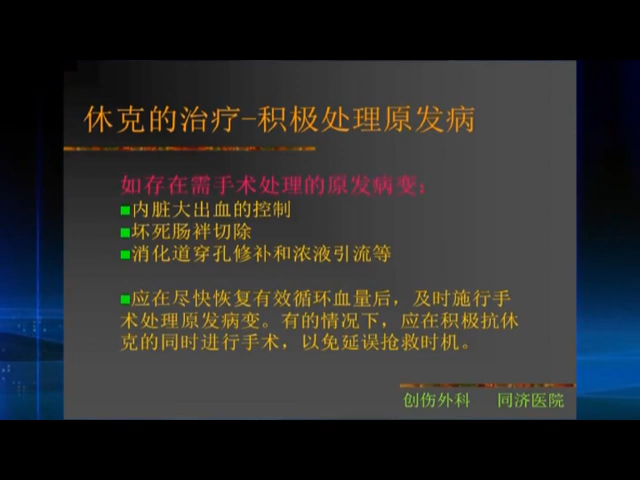 休克的治疗-积极处理原发病
如存在需手术处理的原发病变：
■内脏大出血的控制
■坏死肠袢切除
■消化道穿孔修补和浓液引流等
■应在尽快恢复有效循环血量后，及时施行手
术处理原发病变。有的情况下，应在积极抗休
克的同时进行手术，以免延误抢救时机。
创伤外科 同济医院